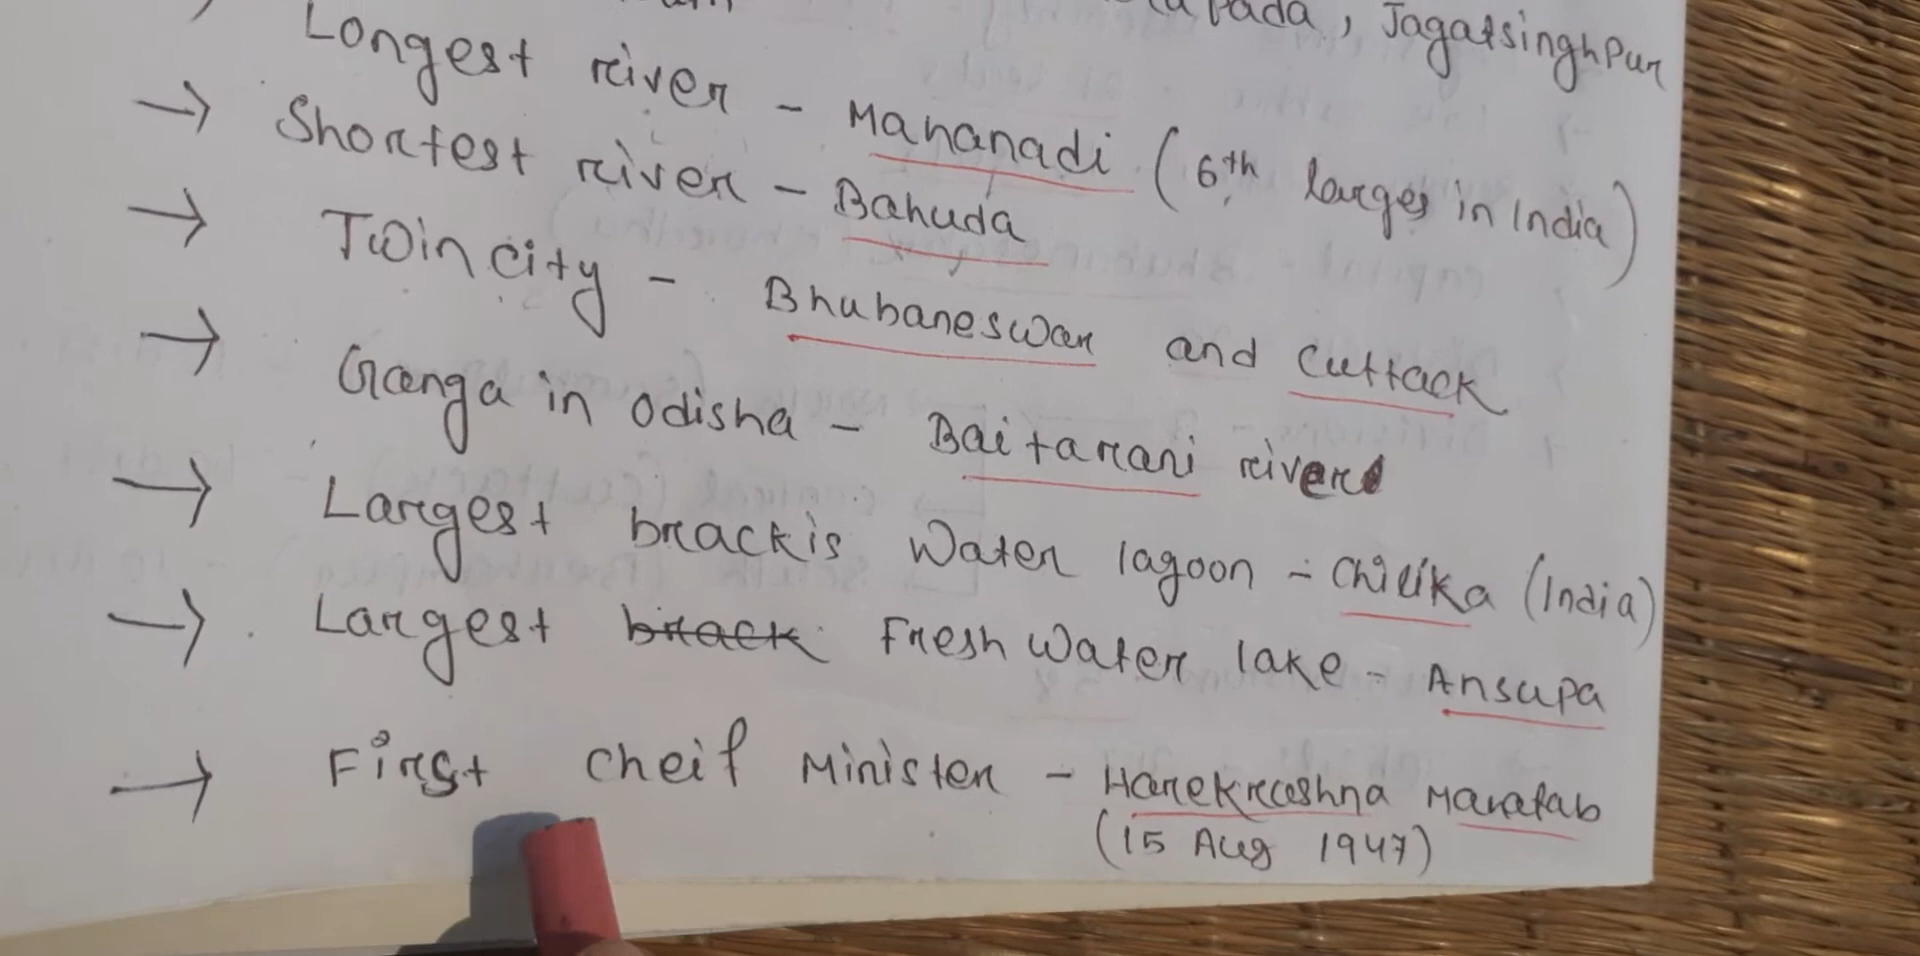 Pada, Jagatsinghpur
Longest river - Mahanadi (6th larges in India)
→ Shortest river - Bahuda
→ Twin city - Bhubaneswar and Cuttack
→ Ganga in Odisha - Baitarani river
→ Largest brackis Water lagoon - Chilika (India)
→ Largest brack Fresh Water lake - Ansupa
→ First Cheif Minister - Harekrashna Mahatab
(15 Aug 1947)